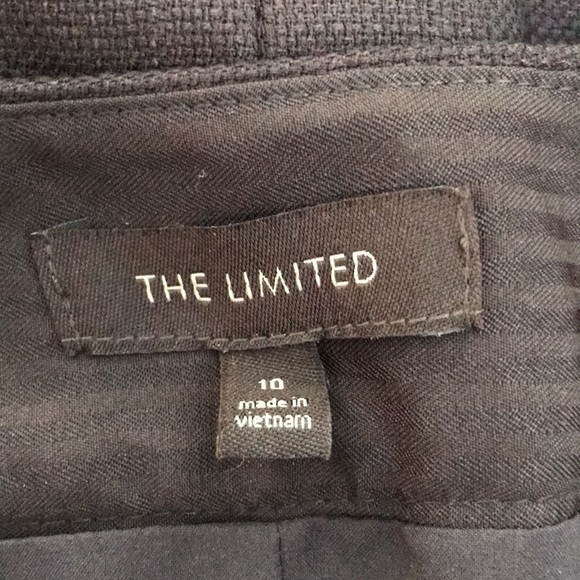 THE LIMITED
10
made in
vietnam